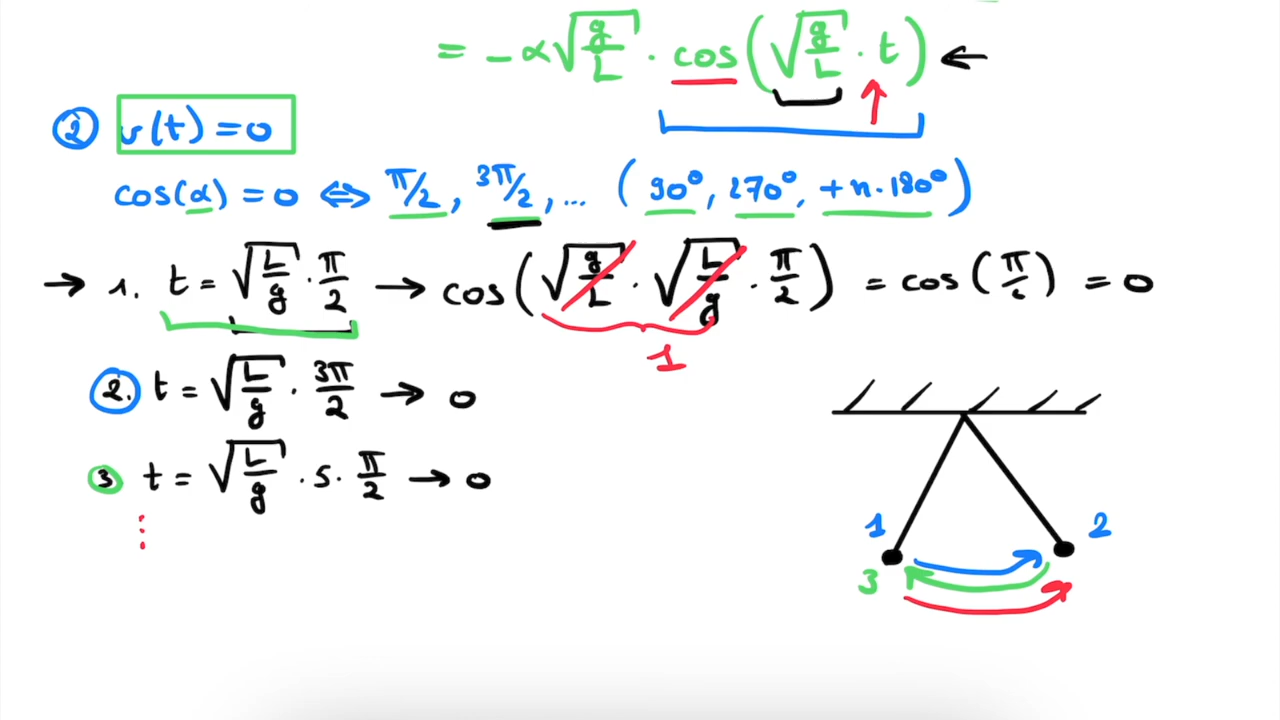 = -α√(g/L) · cos(√(g/L) · t) ←
② v(t) = 0
cos(α) = 0 ⇔ π/2, 3π/2, ... (90°, 270°, + n·180°)
→ 1. t = √(L/g) · π/2 → cos(√(g/L) · √(L/g) · π/2) = cos(π/2) = 0
1
2. t = √(L/g) · 3π/2 → 0
3 t = √(L/g) · 5 · π/2 → 0
⋮
1 2
3